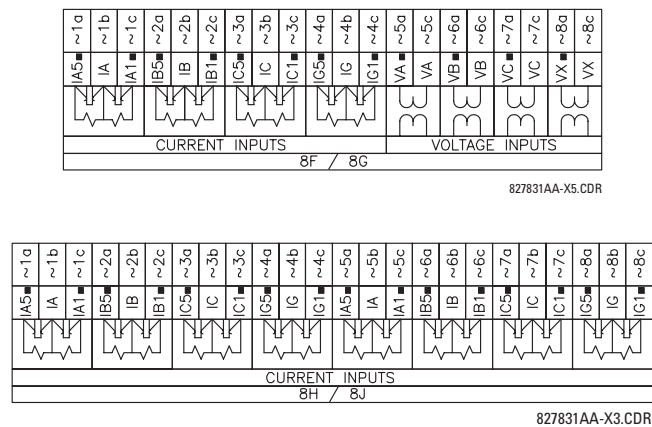 ~1a ~1b ~1c ~2a ~2b ~2c ~3a ~3b ~3c ~4a ~4b ~4c ~5a ~5c ~6a ~6c ~7a ~7c ~8a ~8c
IA5■ IA IA1■ IB5■ IB IB1■ IC5■ IC IC1■ IG5■ IG IG1■ VA■ VA VB■ VB VC■ VC VX■ VX
CURRENT INPUTS VOLTAGE INPUTS
8F / 8G
827831AA-X5.CDR
~1a ~1b ~1c ~2a ~2b ~2c ~3a ~3b ~3c ~4a ~4b ~4c ~5a ~5b ~5c ~6a ~6b ~6c ~7a ~7b ~7c ~8a ~8b ~8c
IA5■ IA IA1■ IB5■ IB IB1■ IC5■ IC IC1■ IG5■ IG IG1■ IA5■ IA IA1■ IB5■ IB IB1■ IC5■ IC IC1■ IG5■ IG IG1■
CURRENT INPUTS
8H / 8J
827831AA-X3.CDR